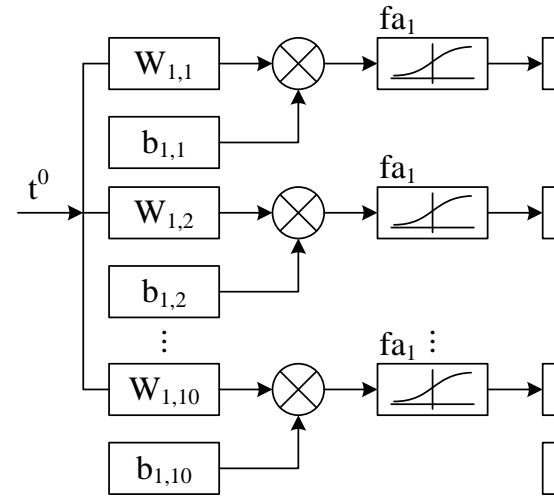 fa₁
W₁,₁
b₁,₁
t⁰
fa₁
W₁,₂
b₁,₂
⋮
fa₁ ⋮
W₁,₁₀
b₁,₁₀